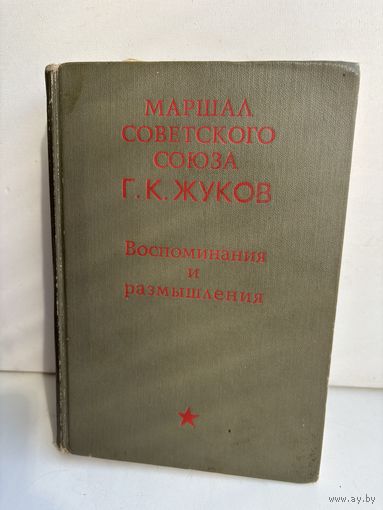 МАРШАЛ
СОВЕТСКОГО
СОЮЗА
Г. К. ЖУКОВ
Воспоминания
и
размышления
www.ay.by